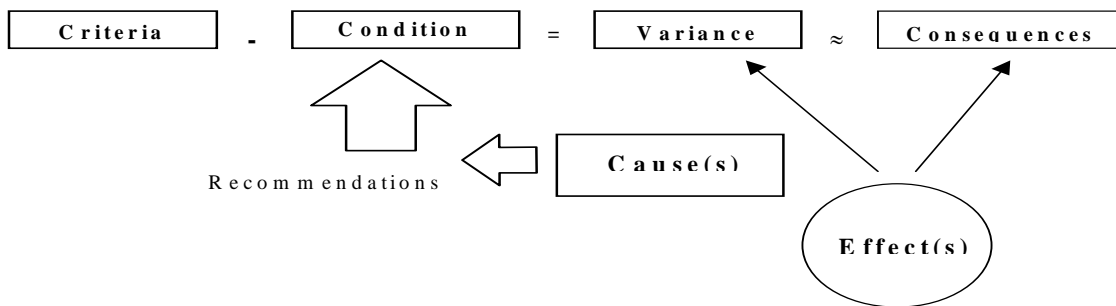 Criteria - Condition = Variance ≈ Consequences
Cause(s)
Recommendations
Effect(s)